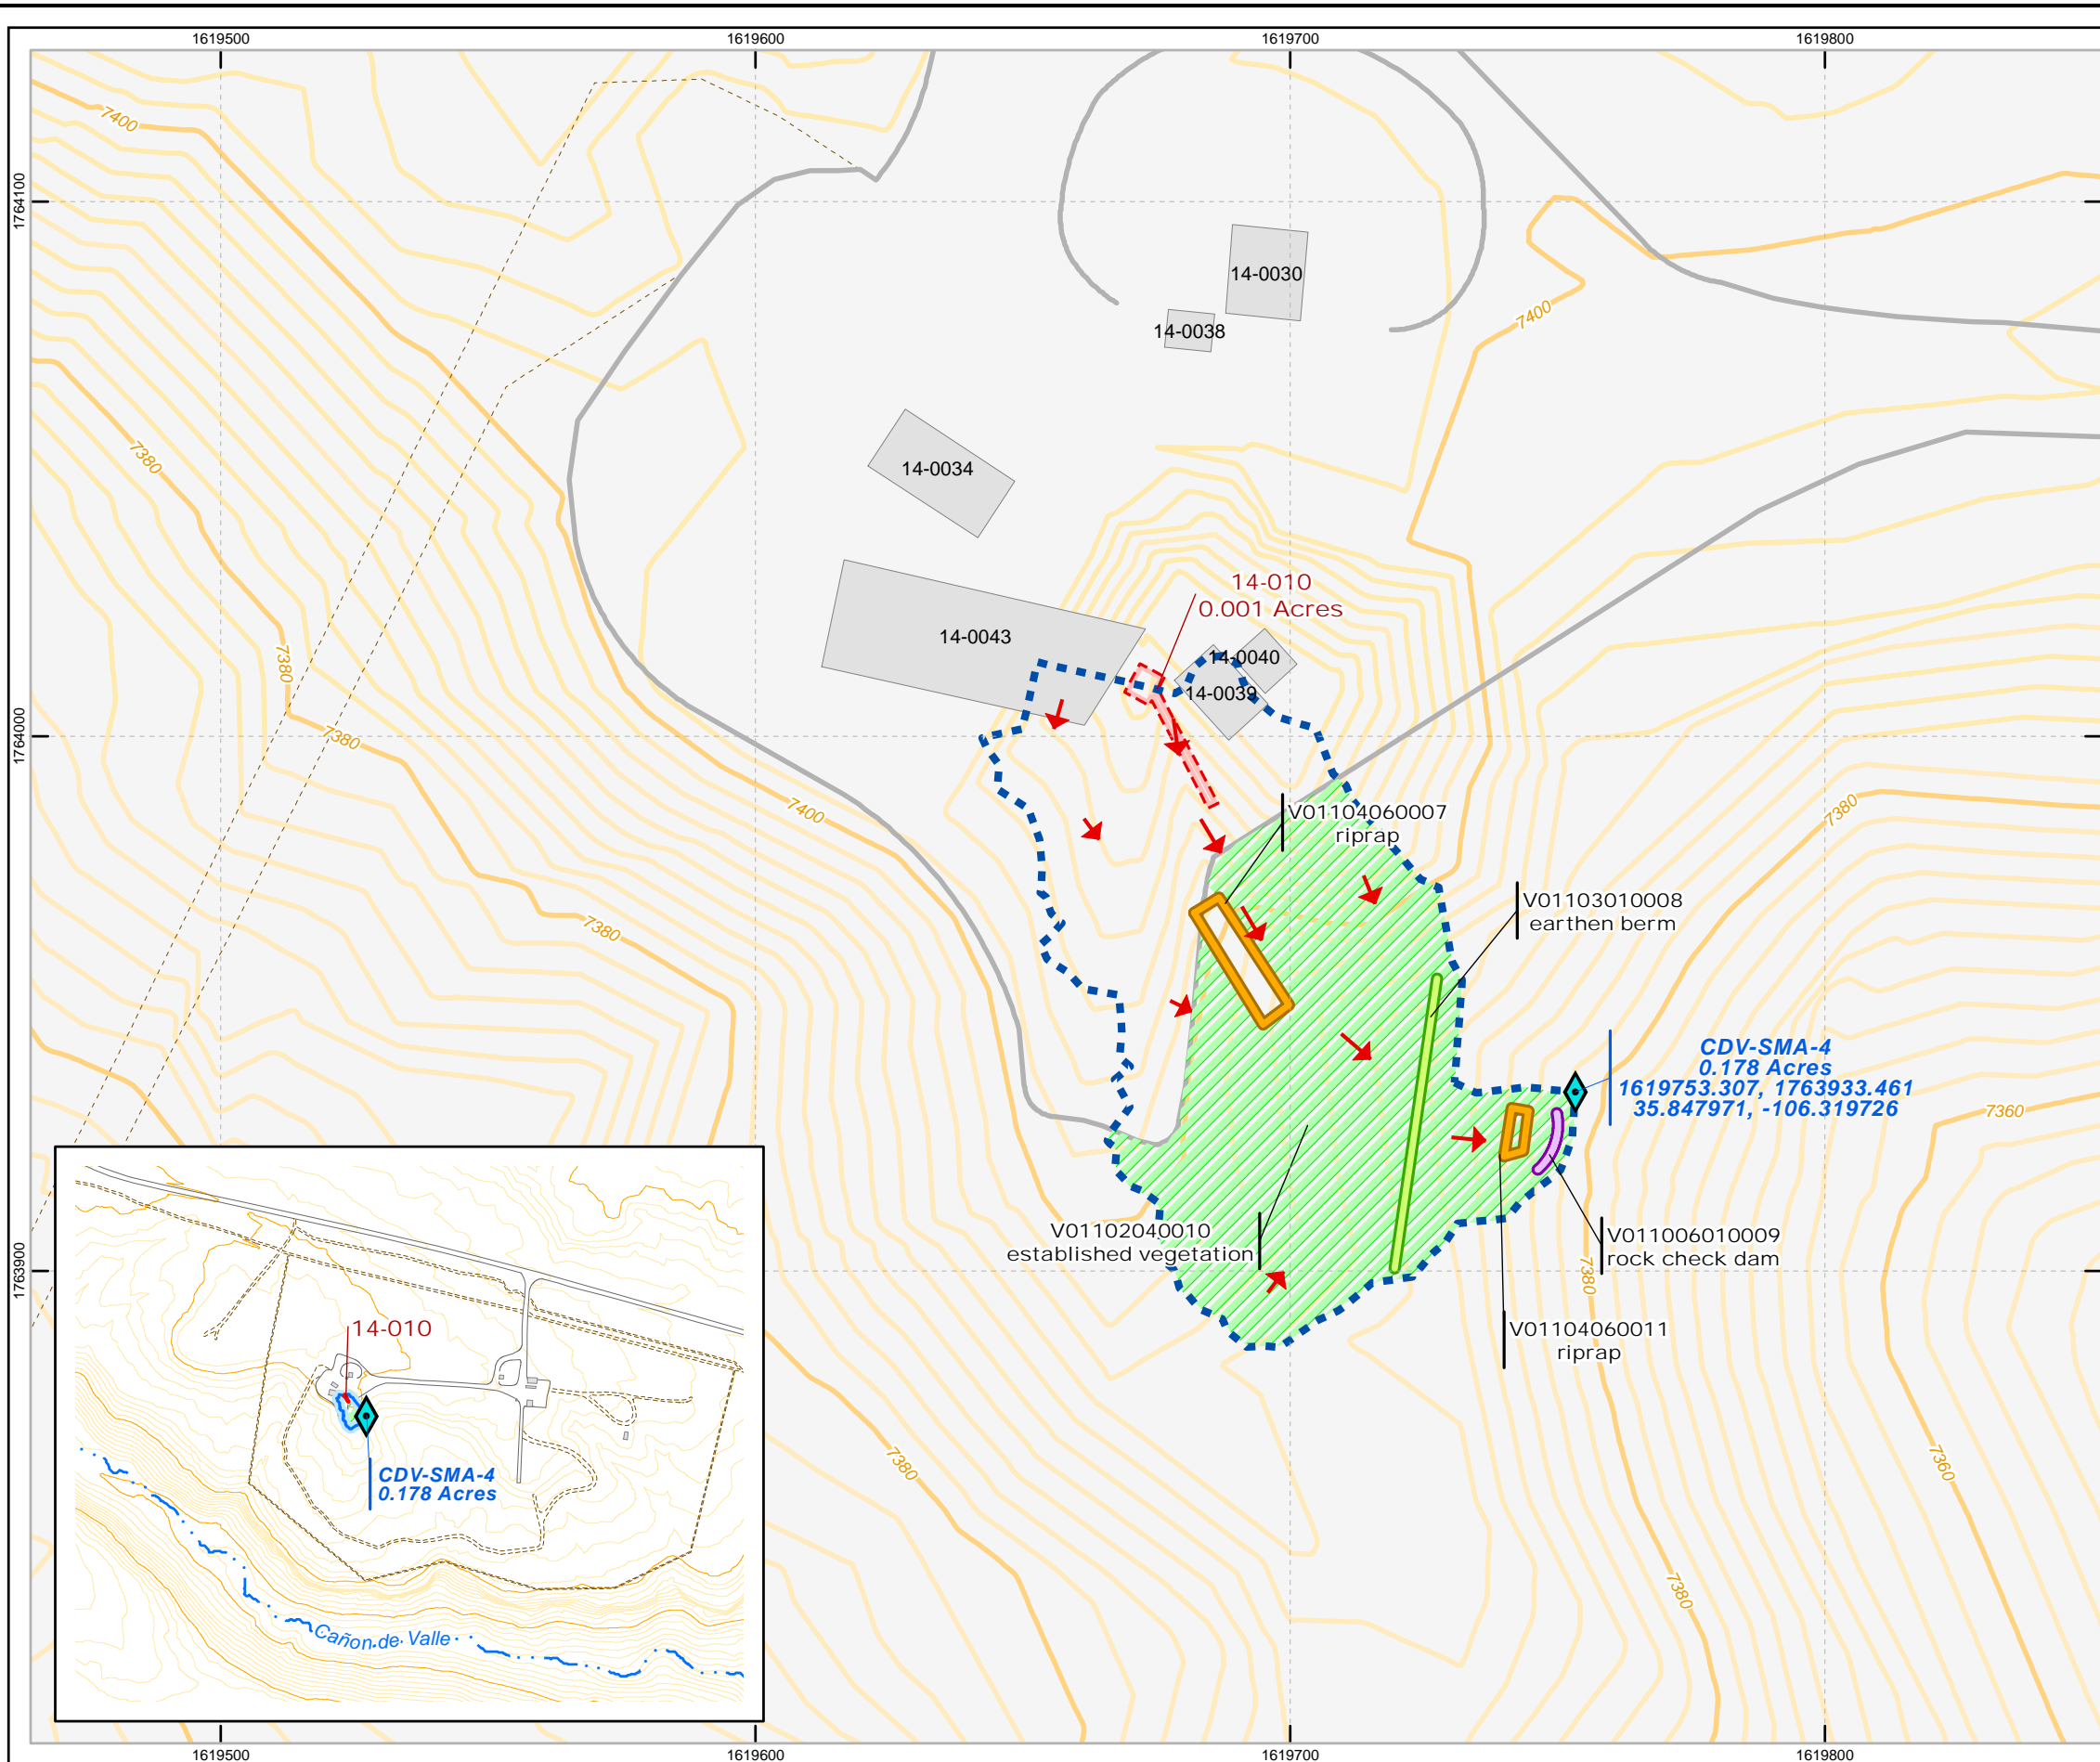 1619500
1619600
1619700
1619800
1764100
7400
14-0030
7400
14-0038
7380
14-0034
14-010
0.001 Acres
14-0043
14-0040
7380
14-0039
1764000
7380
7400
V01104060007
riprap
7380
V01103010008
earthen berm
7380
CDV-SMA-4
0.178 Acres
1619753.307, 1763933.461
35.847971, -106.319726
7360
V01102040010
established vegetation
V011006010009
rock check dam
7380
1763900
V01104060011
riprap
14-010
7380
7360
CDV-SMA-4
0.178 Acres
7380
Cañon de Valle
1619500
1619600
1619700
1619800